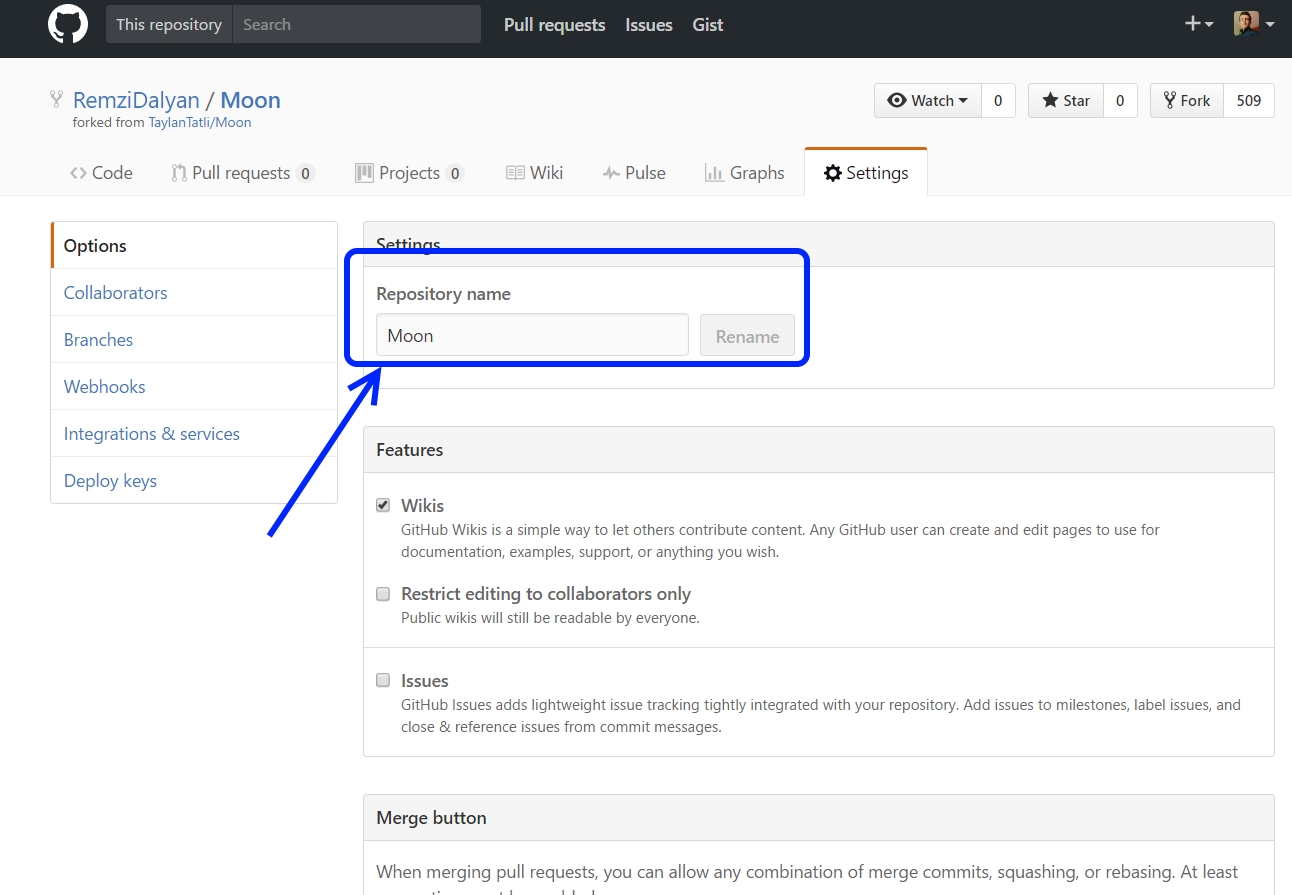 This repository Search Pull requests Issues Gist
RemziDalyan / Moon Watch 0 Star 0 Fork 509
forked from TaylanTatli/Moon
Code Pull requests 0 Projects 0 Wiki Pulse Graphs Settings
Options
Collaborators
Branches
Webhooks
Integrations & services
Deploy keys
Settings
Repository name
Moon Rename
Features
Wikis
GitHub Wikis is a simple way to let others contribute content. Any GitHub user can create and edit pages to use for
documentation, examples, support, or anything you wish.
Restrict editing to collaborators only
Public wikis will still be readable by everyone.
Issues
GitHub Issues adds lightweight issue tracking tightly integrated with your repository. Add issues to milestones, label issues, and
close & reference issues from commit messages.
Merge button
When merging pull requests, you can allow any combination of merge commits, squashing, or rebasing. At least